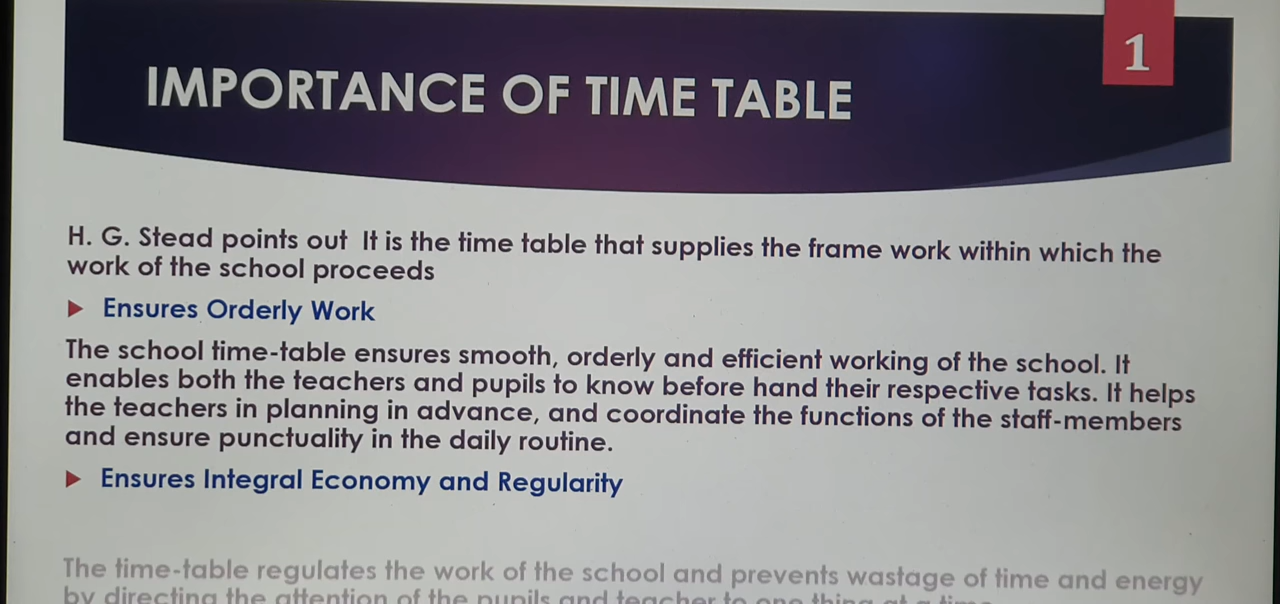 1
IMPORTANCE OF TIME TABLE
H. G. Stead points out It is the time table that supplies the frame work within which the
work of the school proceeds
Ensures Orderly Work
The school time-table ensures smooth, orderly and efficient working of the school. It
enables both the teachers and pupils to know before hand their respective tasks. It helps
the teachers in planning in advance, and coordinate the functions of the staff-members
and ensure punctuality in the daily routine.
Ensures Integral Economy and Regularity
The time-table regulates the work of the school and prevents wastage of time and energy
by directing the attention of the pupils and teacher to one thing at a time